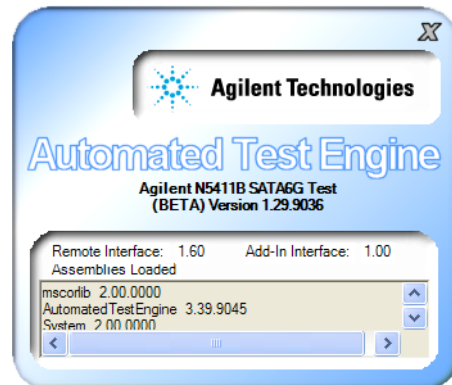 X
Agilent Technologies
Automated Test Engine
Agilent N5411B SATA6G Test
(BETA) Version 1.29.9036
Remote Interface: 1.60 Add-In Interface: 1.00
Assemblies Loaded
mscorlib 2.00.0000
AutomatedTestEngine 3.39.9045
System 2.00.0000